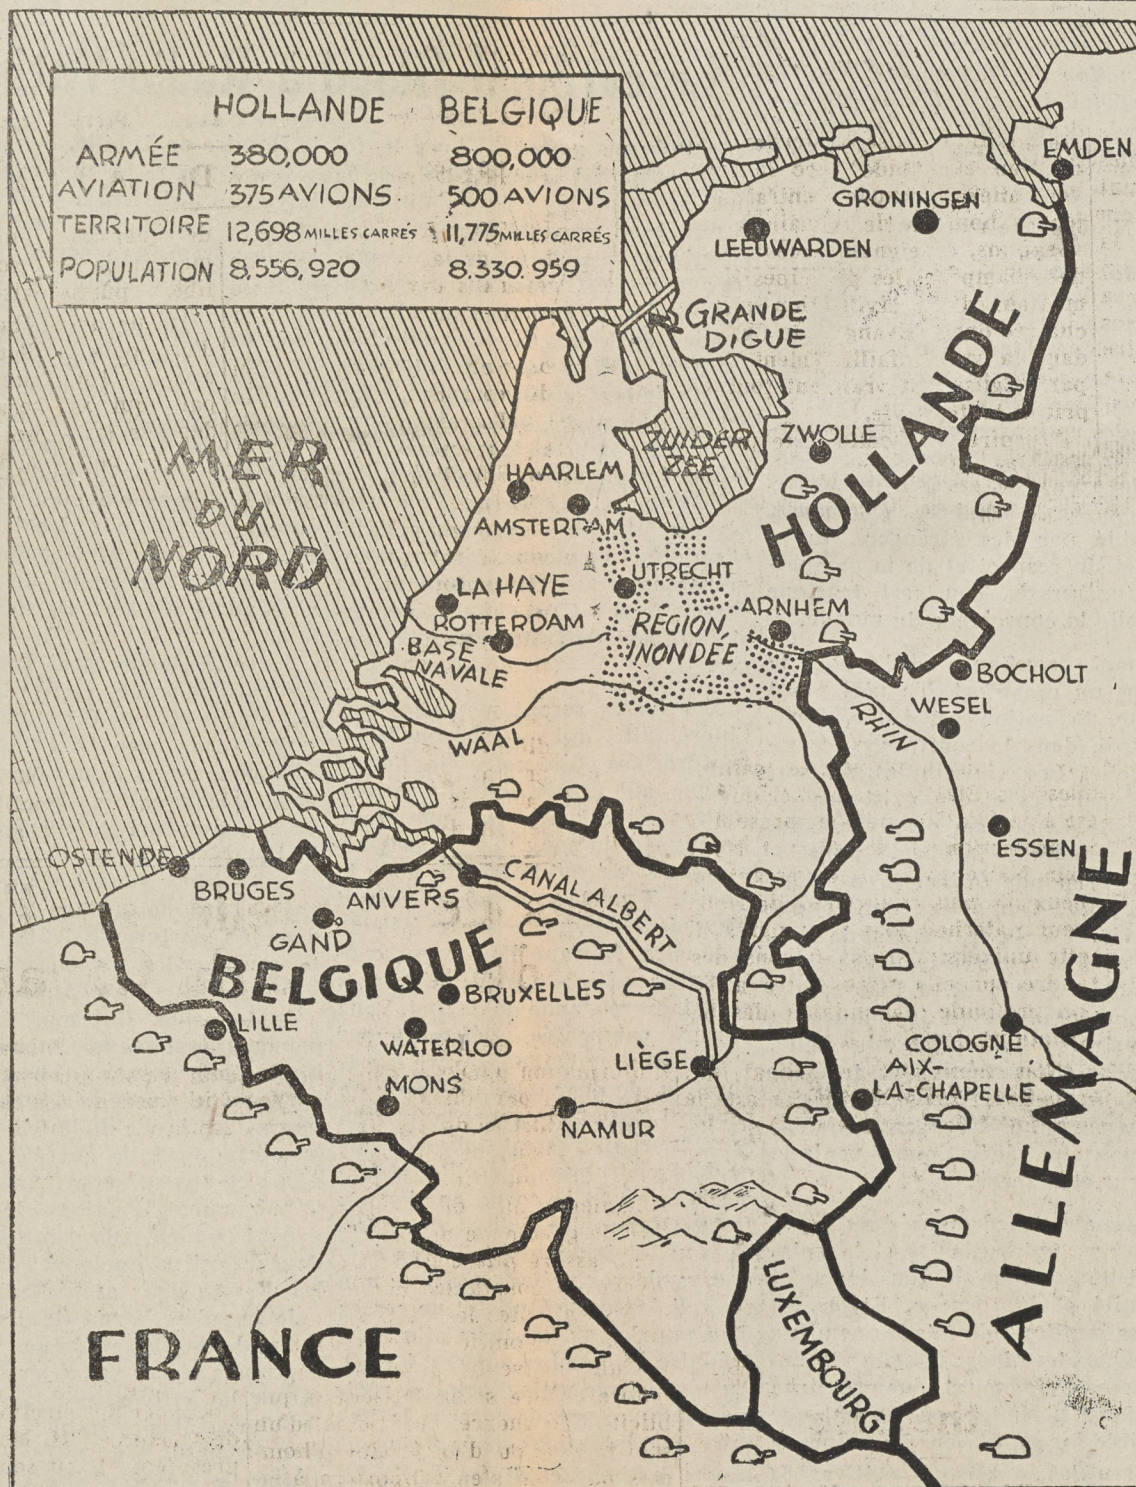 HOLLANDE BELGIQUE
ARMÉE 380,000 800,000
AVIATION 375 AVIONS 500 AVIONS
TERRITOIRE 12,698 MILLES CARRÉS 11,775 MILLES CARRÉS
POPULATION 8,556,920 8.330.959
EMDEN
GRONINGEN
LEEUWARDEN
GRANDE
DIGUE
HOLLANDE
MER
DU
NORD
ZUIDER
ZEE
ZWOLLE
HAARLEM
AMSTERDAM
UTRECHT
LA HAYE
ROTTERDAM
ARNHEM
RÉGION
INONDÉE
BASE
NAVALE
BOCHOLT
WESEL
RHIN
WAAL
ESSEN
OSTENDE
BRUGES
ANVERS
CANAL ALBERT
GAND
BELGIQUE
BRUXELLES
LILLE
WATERLOO
LIÈGE
COLOGNE
AIX-
LA-CHAPELLE
MONS
NAMUR
ALLEMAGNE
LUXEMBOURG
FRANCE